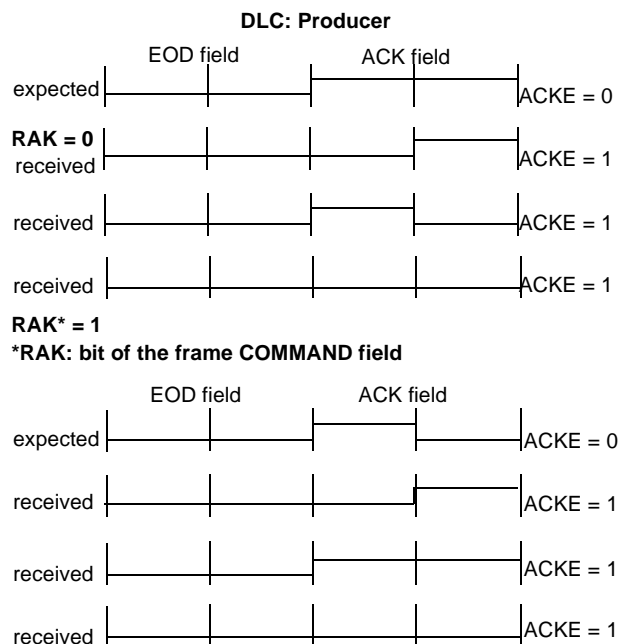 DLC: Producer
EOD field ACK field
expected ACKE = 0
RAK = 0
received ACKE = 1
received ACKE = 1
received ACKE = 1
RAK* = 1
*RAK: bit of the frame COMMAND field
EOD field ACK field
expected ACKE = 0
received ACKE = 1
received ACKE = 1
received ACKE = 1